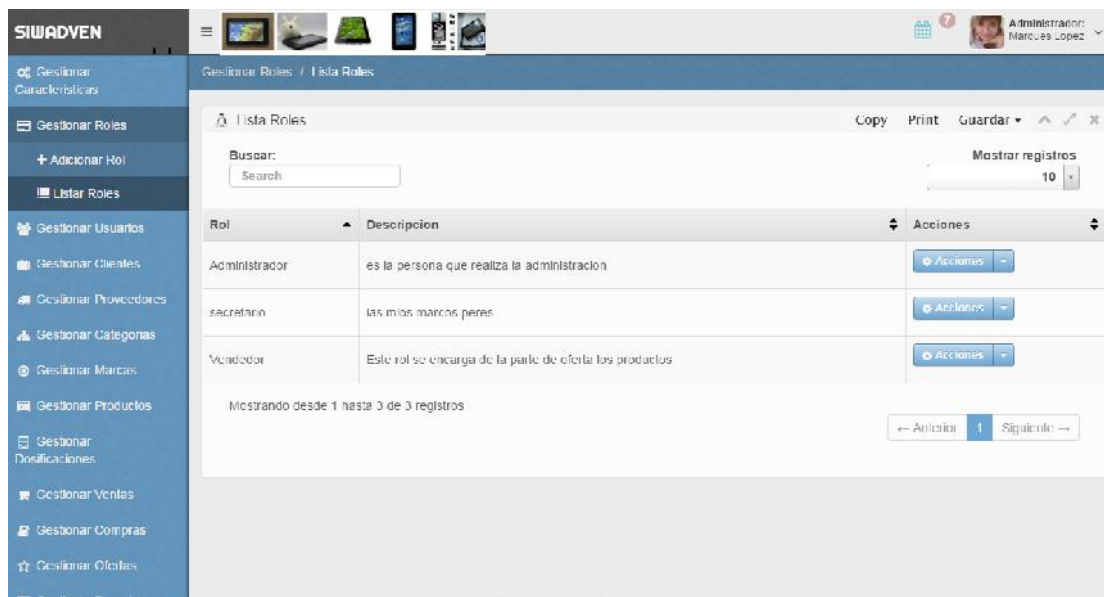 SIWADVEN
7
Administrador:
Marques Lopez
Gestionar
Caracteristicas
Gestionar Roles
Adicionar Rol
Listar Roles
Gestionar Usuarios
Gestionar Clientes
Gestionar Proveedores
Gestionar Categorias
Gestionar Marcas
Gestionar Productos
Gestionar
Dosificaciones
Gestionar Ventas
Gestionar Compras
Gestionar Ofertas
Gestionar Roles / Lista Roles
Lista Roles
Copy Print Guardar
Buscar:
Search
Mostrar registros
10
Rol Descripcion Acciones
Administrador es la persona que realiza la administracion Acciones
secretario las mios marcos peres Acciones
Vendedor Este rol se encarga de la parte de oferta los productos Acciones
Mostrando desde 1 hasta 3 de 3 registros
← Anterior 1 Siguiente →